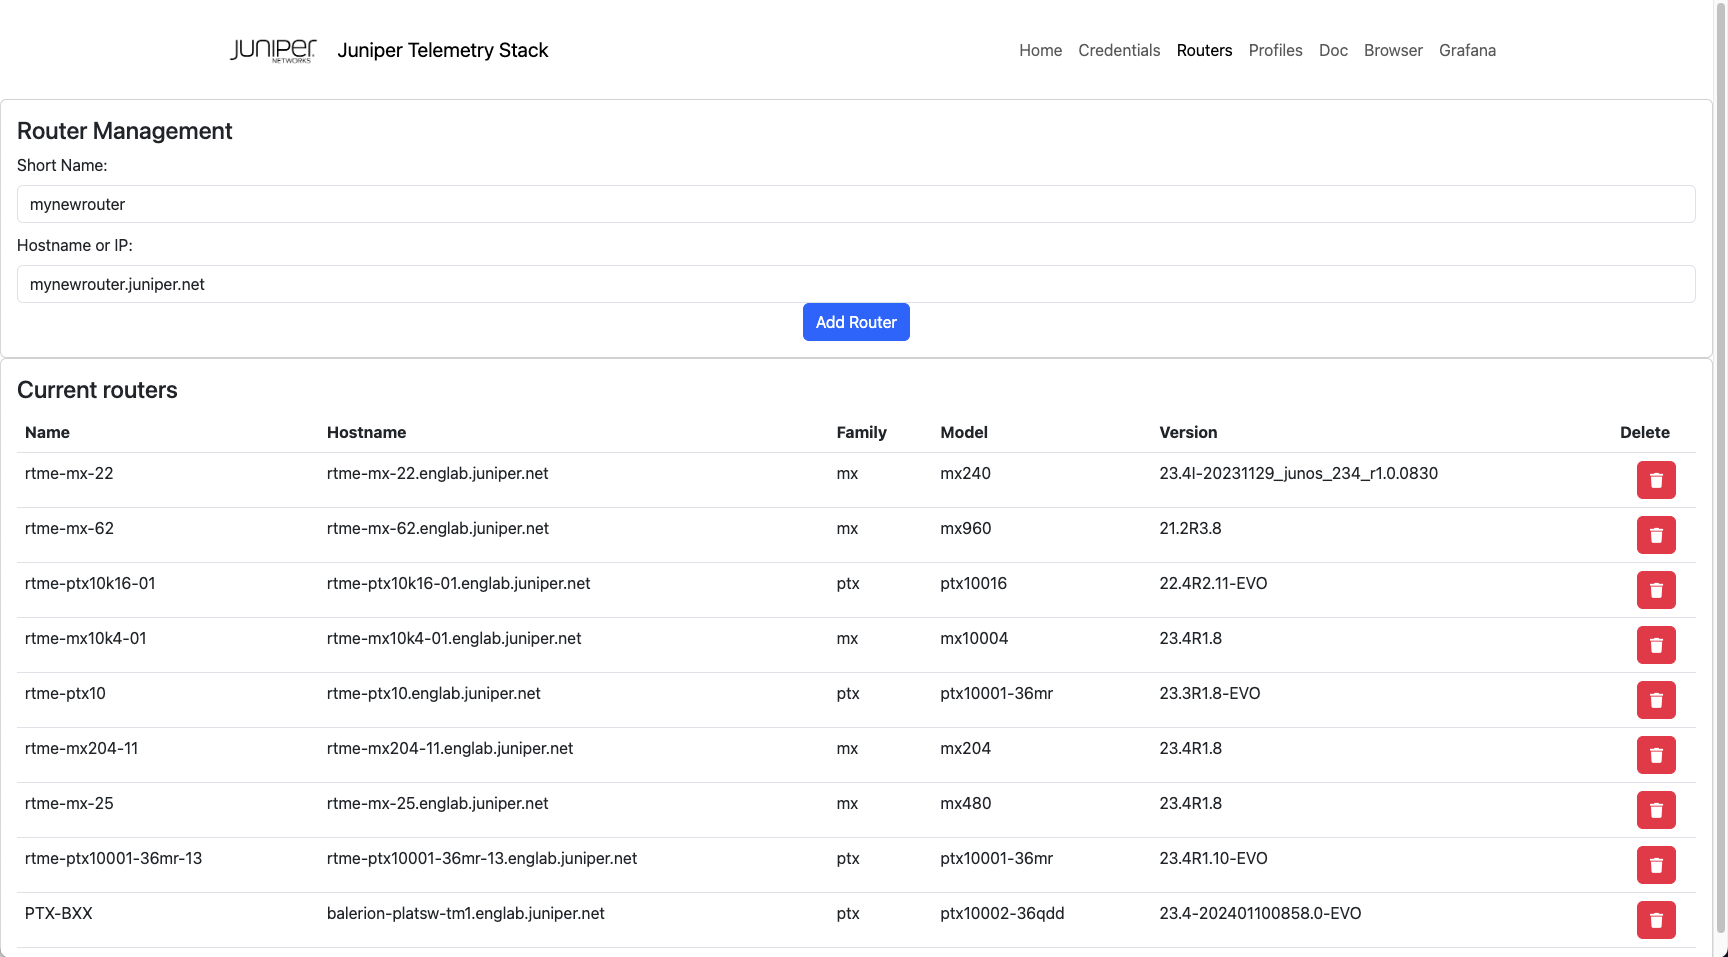 Juniper NETWORKS Juniper Telemetry Stack Home Credentials Routers Profiles Doc Browser Grafana
Router Management
Short Name:
mynewrouter
Hostname or IP:
mynewrouter.juniper.net
Add Router
Current routers
Name Hostname Family Model Version Delete
rtme-mx-22 rtme-mx-22.englab.juniper.net mx mx240 23.4I-20231129_junos_234_r1.0.0830
rtme-mx-62 rtme-mx-62.englab.juniper.net mx mx960 21.2R3.8
rtme-ptx10k16-01 rtme-ptx10k16-01.englab.juniper.net ptx ptx10016 22.4R2.11-EVO
rtme-mx10k4-01 rtme-mx10k4-01.englab.juniper.net mx mx10004 23.4R1.8
rtme-ptx10 rtme-ptx10.englab.juniper.net ptx ptx10001-36mr 23.3R1.8-EVO
rtme-mx204-11 rtme-mx204-11.englab.juniper.net mx mx204 23.4R1.8
rtme-mx-25 rtme-mx-25.englab.juniper.net mx mx480 23.4R1.8
rtme-ptx10001-36mr-13 rtme-ptx10001-36mr-13.englab.juniper.net ptx ptx10001-36mr 23.4R1.10-EVO
PTX-BXX balerion-platsw-tm1.englab.juniper.net ptx ptx10002-36qdd 23.4-202401100858.0-EVO